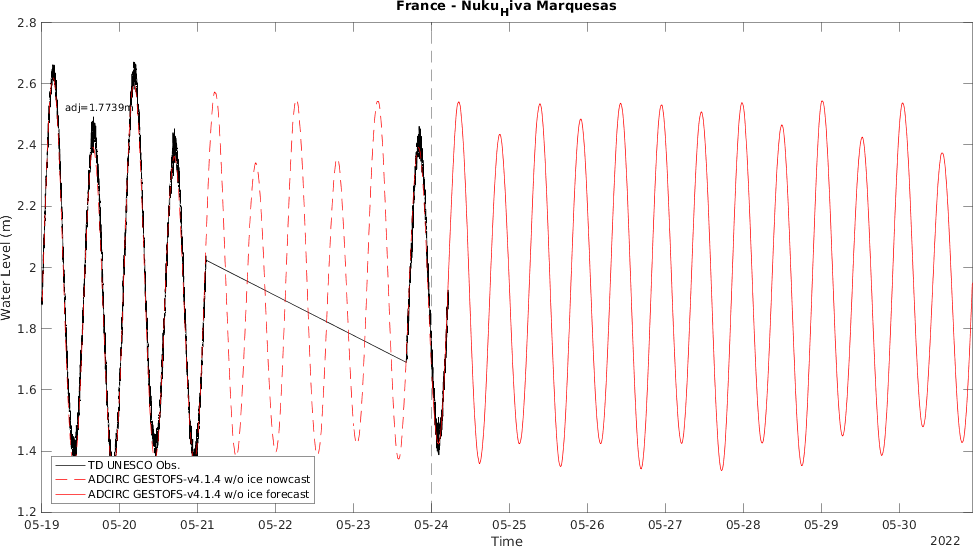 France - Nuku Hiva Marquesas
adj=1.7739m
Water Level (m)
2.8
2.6
2.4
2.2
2
1.8
1.6
1.4
1.2
TD UNESCO Obs.
ADCIRC GESTOFS-v4.1.4 w/o ice nowcast
ADCIRC GESTOFS-v4.1.4 w/o ice forecast
05-19 05-20 05-21 05-22 05-23 05-24 05-25 05-26 05-27 05-28 05-29 05-30
Time
2022